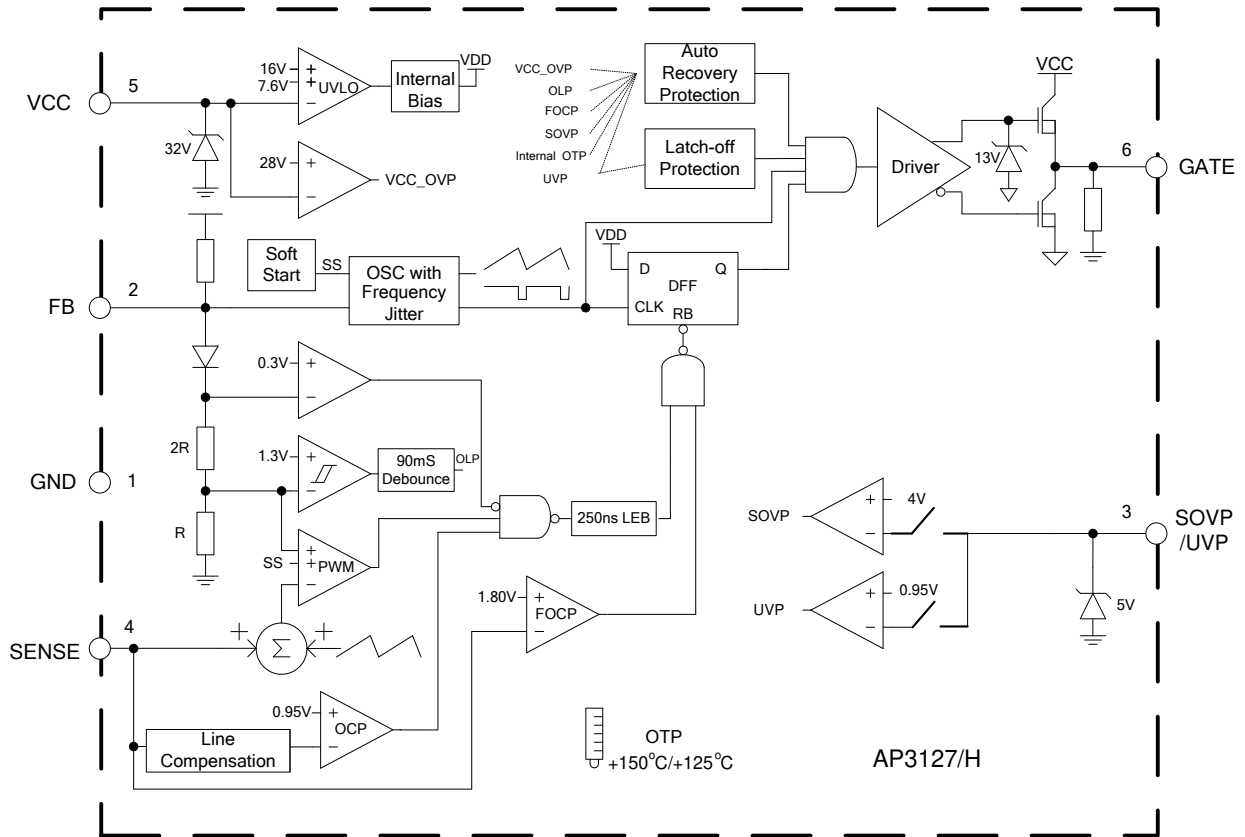 VCC
5
16V
7.6V
+
+
-
UVLO
Internal
Bias
VDD
32V
28V
+
-
VCC_OVP
VCC_OVP
OLP
FOCP
SOVP
Internal OTP
UVP
Auto
Recovery
Protection
Latch-off
Protection
Driver
VCC
13V
6
GATE
Soft
Start
SS
OSC with
Frequency
Jitter
VDD
D
Q
DFF
CLK
RB
FB
2
0.3V
+
-
2R
1.3V
+
-
90mS
Debounce
OLP
GND
1
R
SS
+
+
-
PWM
250ns LEB
SOVP
+
-
4V
3
SOVP
/UVP
UVP
+
-
0.95V
5V
1.80V
+
-
FOCP
SENSE
4
+
Σ
+
0.95V
+
-
OCP
Line
Compensation
OTP
+150°C/+125°C
AP3127/H